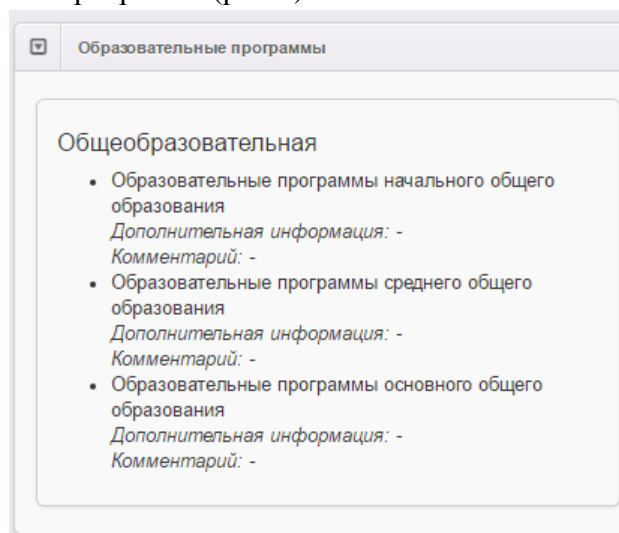 Образовательные программы
Общеобразовательная
• Образовательные программы начального общего
образования
Дополнительная информация: -
Комментарий: -
• Образовательные программы среднего общего
образования
Дополнительная информация: -
Комментарий: -
• Образовательные программы основного общего
образования
Дополнительная информация: -
Комментарий: -